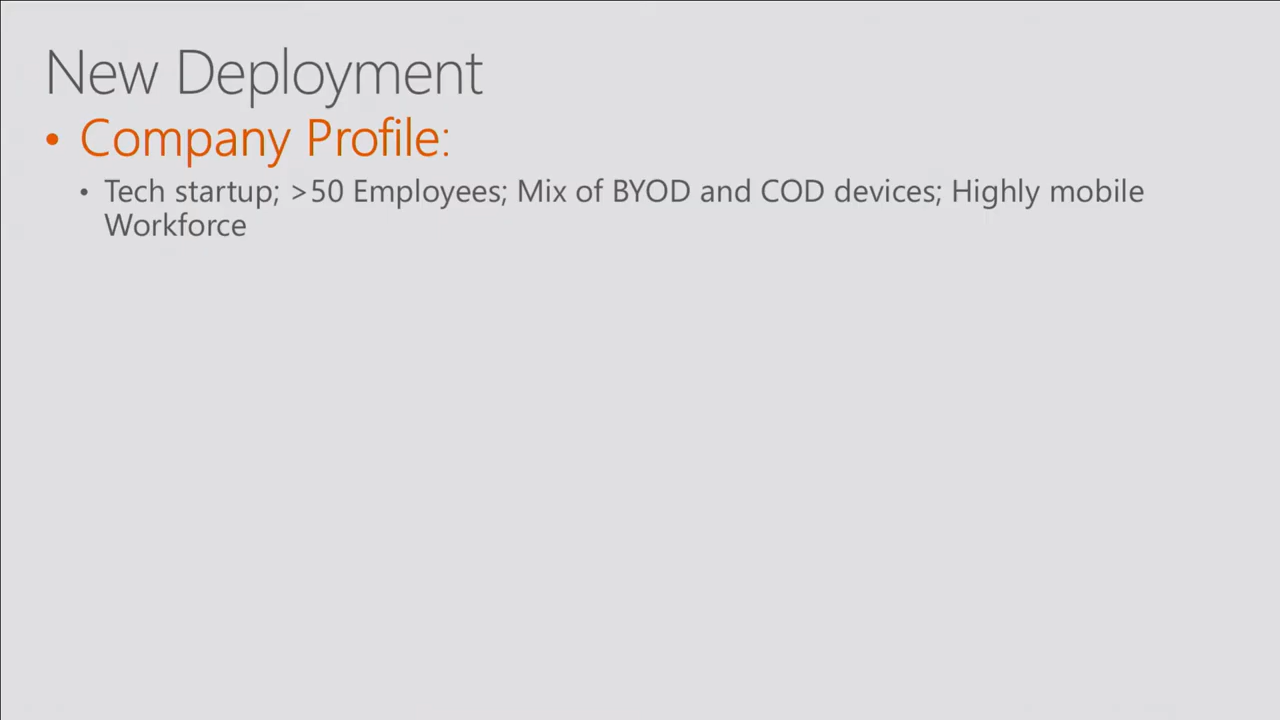 New Deployment
• Company Profile:
• Tech startup; >50 Employees; Mix of BYOD and COD devices; Highly mobile
Workforce